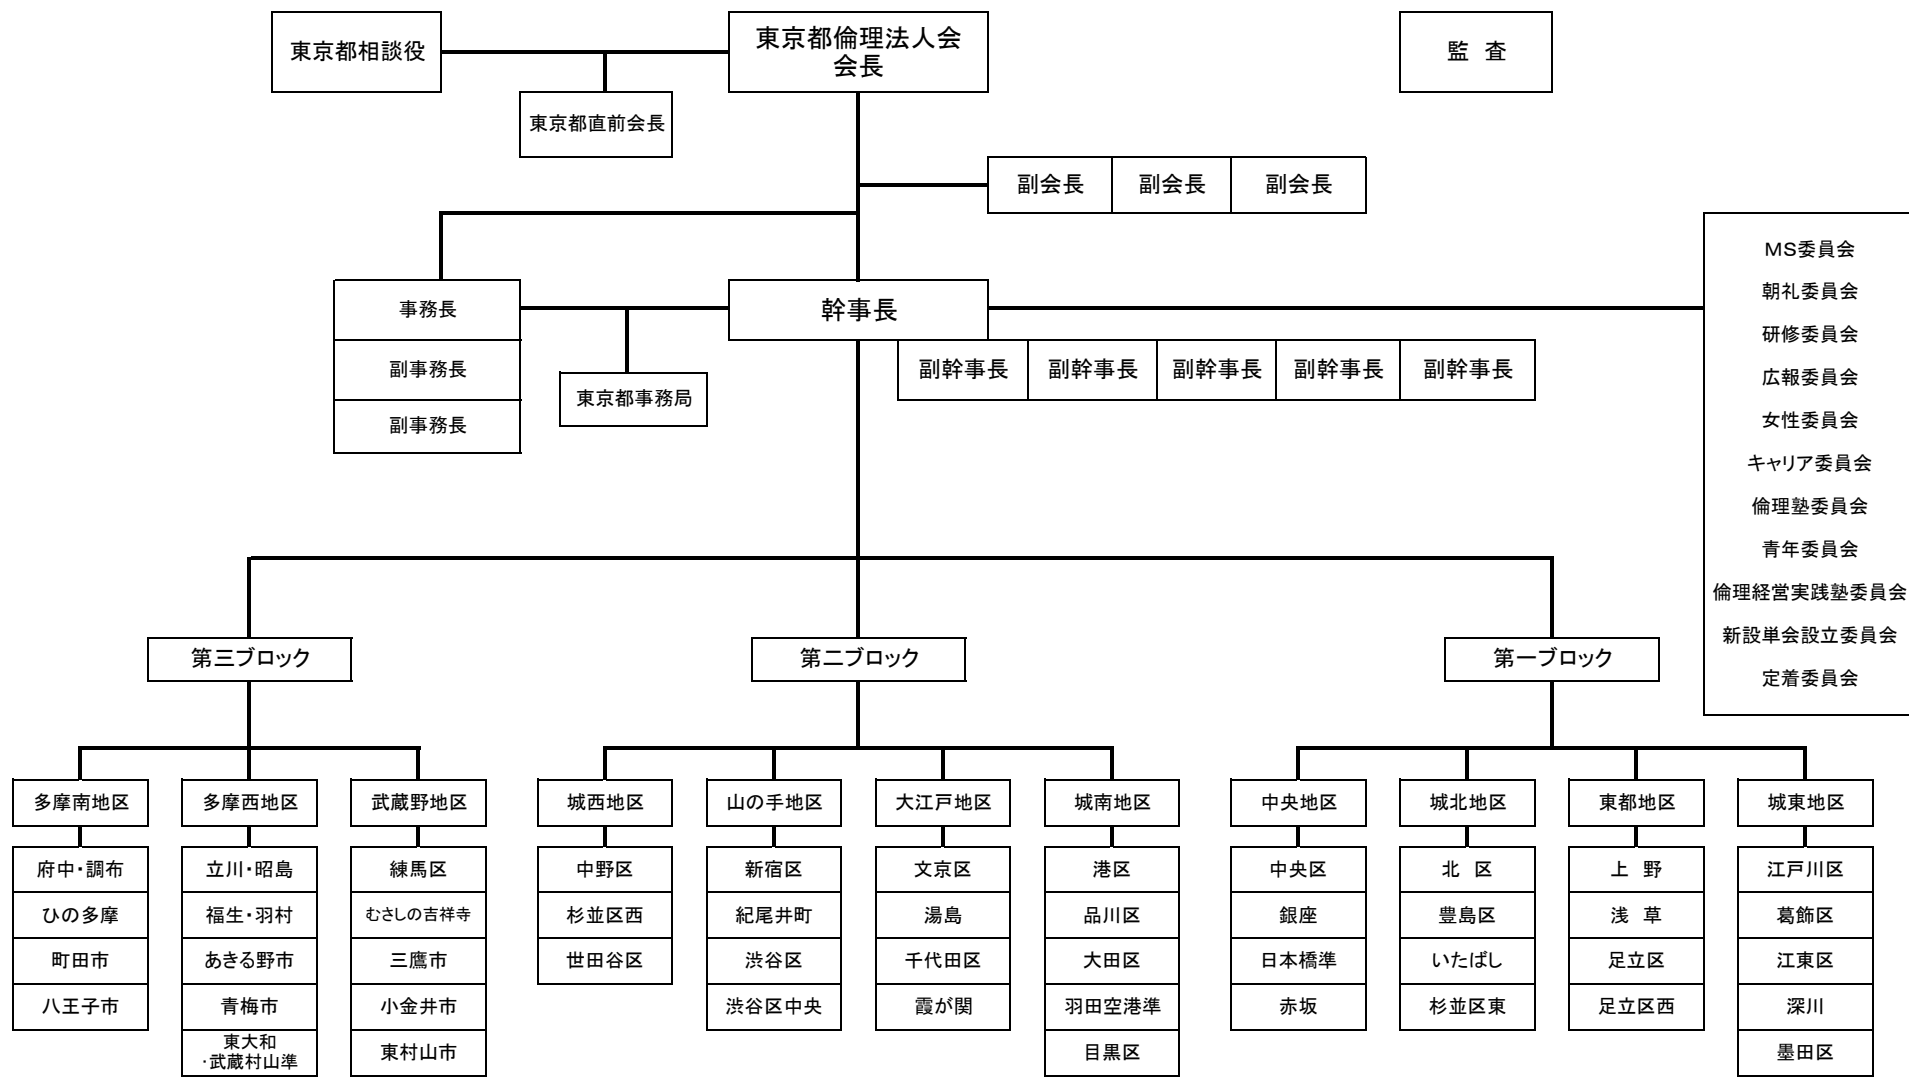 東京都相談役
東京都倫理法人会
会長
監 査
東京都直前会長
副会長
副会長
副会長
事務長
副事務長
副事務長
東京都事務局
幹事長
副幹事長
副幹事長
副幹事長
副幹事長
副幹事長
MS委員会
朝礼委員会
研修委員会
広報委員会
女性委員会
キャリア委員会
倫理塾委員会
青年委員会
倫理経営実践塾委員会
新設単会設立委員会
定着委員会
第三ブロック
第二ブロック
第一ブロック
多摩南地区
府中・調布
ひの多摩
町田市
八王子市
多摩西地区
立川・昭島
福生・羽村
あきる野市
青梅市
東大和
・武蔵村山準
武蔵野地区
練馬区
むさしの吉祥寺
三鷹市
小金井市
東村山市
城西地区
中野区
杉並区西
世田谷区
山の手地区
新宿区
紀尾井町
渋谷区
渋谷区中央
大江戸地区
文京区
湯島
千代田区
霞が関
城南地区
港区
品川区
大田区
羽田空港準
目黒区
中央地区
中央区
銀座
日本橋準
赤坂
城北地区
北 区
豊島区
いたばし
杉並区東
東都地区
上 野
浅 草
足立区
足立区西
城東地区
江戸川区
葛飾区
江東区
深川
墨田区